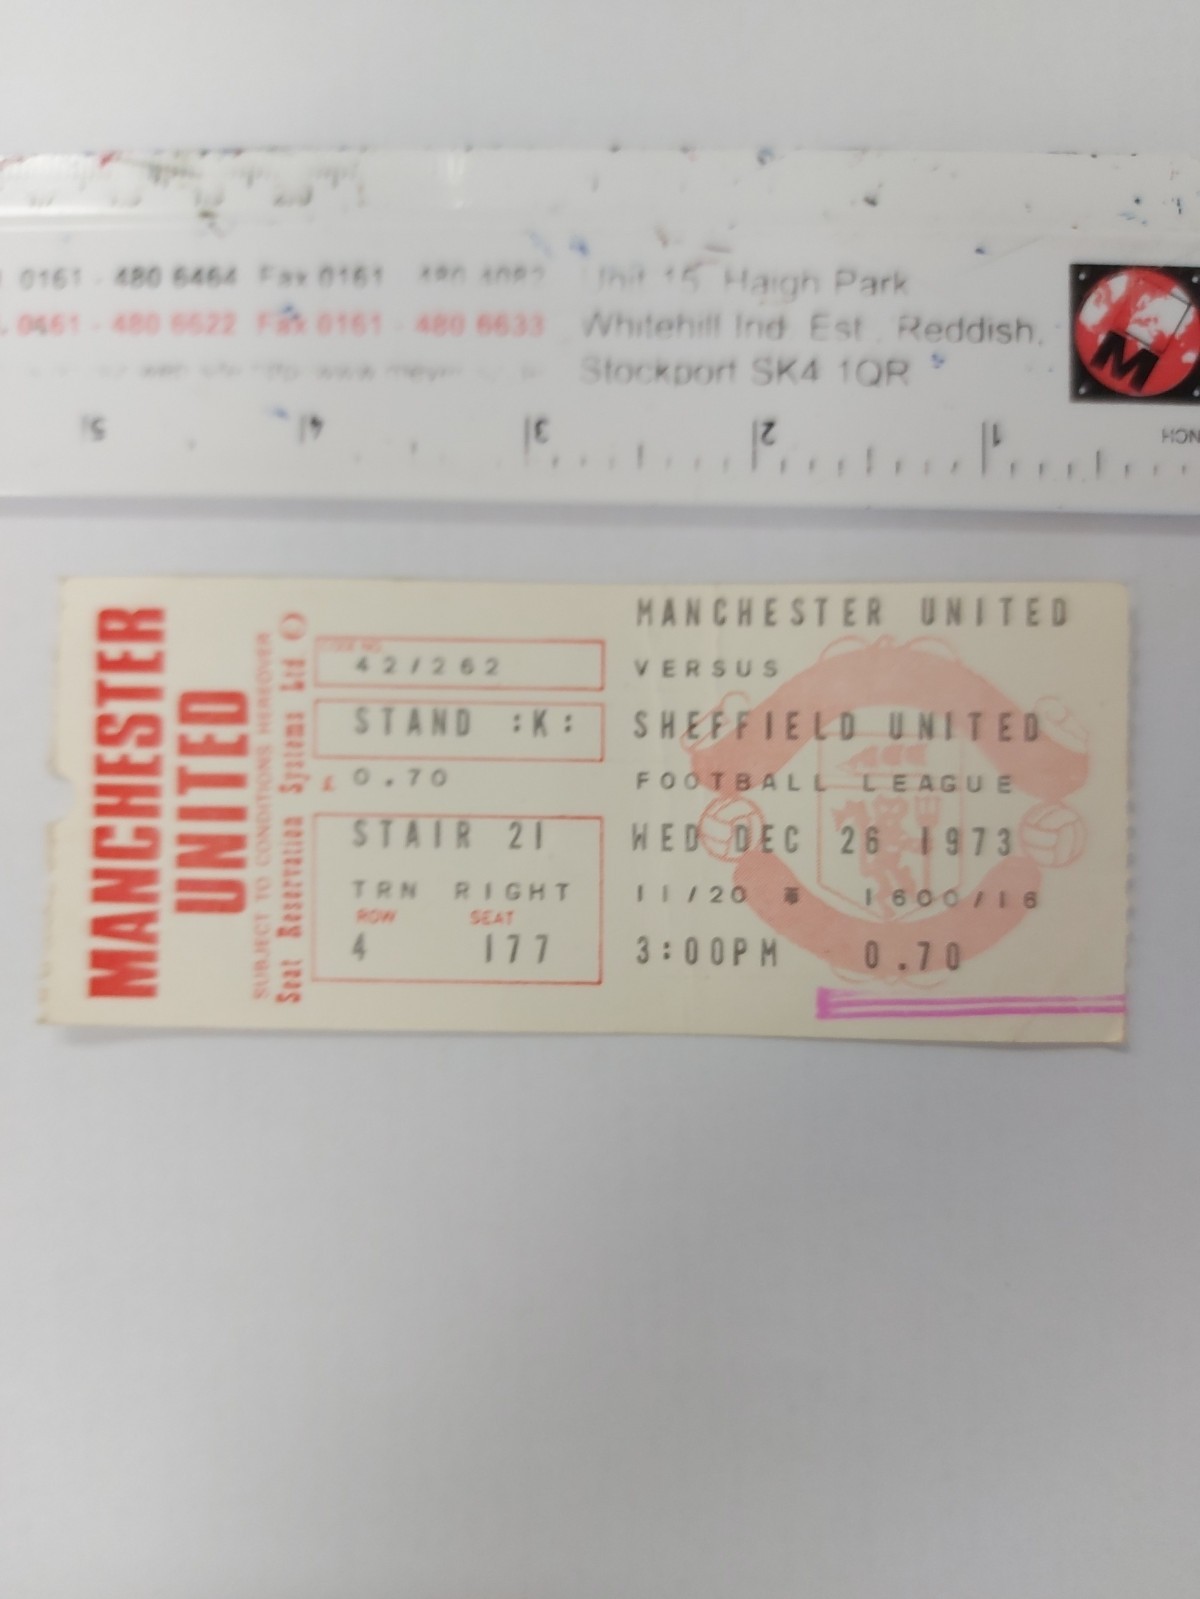 0161 - 480 6464 Fax 0161
0161 - 480 6622 Fax 0161 - 480 6633
Unit 15 Haigh Park
Whitehill Ind Est Reddish,
Stockport SK4 1QR
M
5 4 3 2 1
MANCHESTER
UNITED
SUBJECT TO CONDITIONS HEREOVER
Seat Reservation Systems Ltd
CODE NO.
42/262
STAND :K:
£ 0.70
STAIR 21
TRN RIGHT
ROW SEAT
4 177
MANCHESTER UNITED
VERSUS
SHEFFIELD UNITED
FOOTBALL LEAGUE
WED DEC 26 1973
11/20 1600/16
3:00PM 0.70